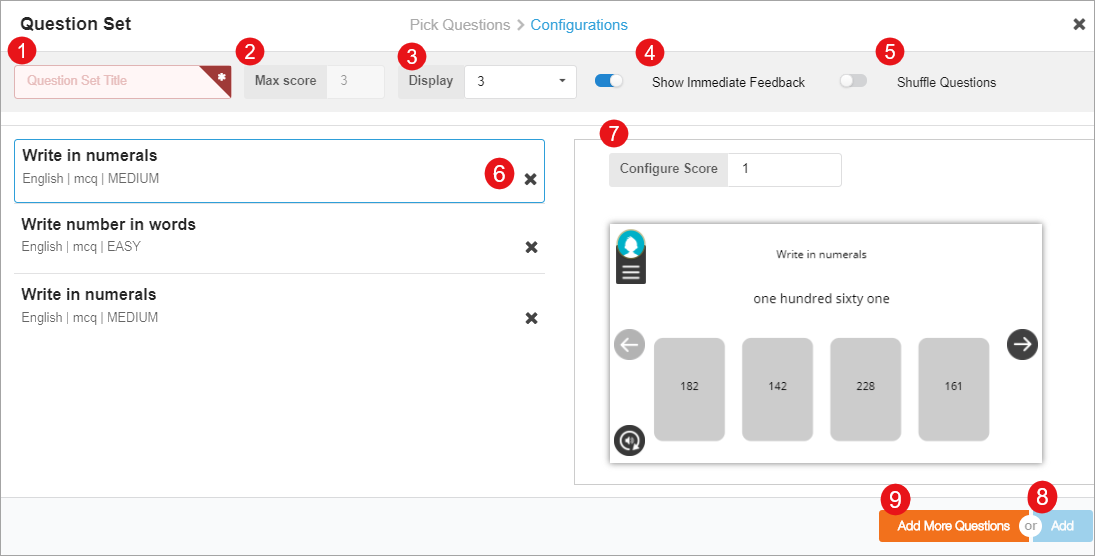 Question Set
Pick Questions > Configurations
1
2
3
4
5
Question Set Title *
Max score 3
Display 3
Show Immediate Feedback
Shuffle Questions
Write in numerals
English | mcq | MEDIUM
6
Write number in words
English | mcq | EASY
Write in numerals
English | mcq | MEDIUM
7
Configure Score 1
Write in numerals
one hundred sixty one
182 142 228 161
9
8
Add More Questions or Add